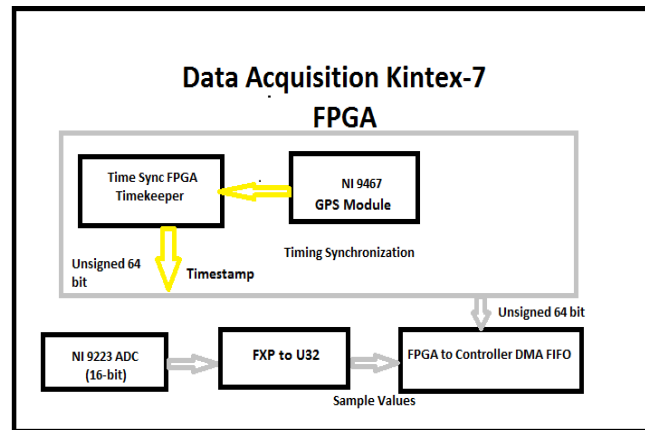 Data Acquisition Kintex-7
FPGA
Time Sync FPGA
Timekeeper
NI 9467
GPS Module
Timing Synchronization
Unsigned 64
bit
Timestamp
Unsigned 64 bit
NI 9223 ADC
(16-bit)
FXP to U32
FPGA to Controller DMA FIFO
Sample Values